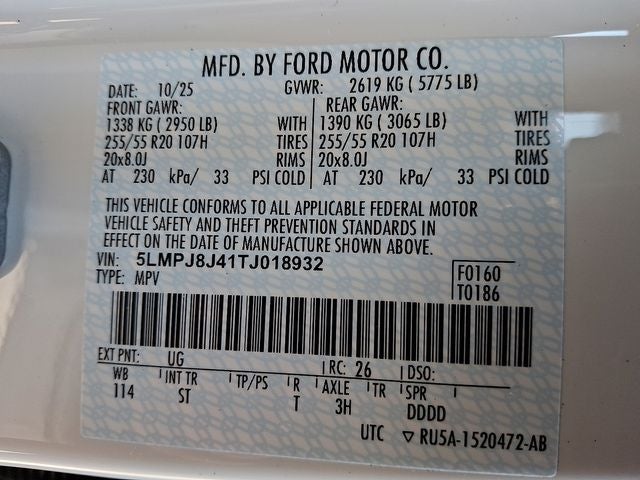 MFD. BY FORD MOTOR CO.
DATE: 10/25 GVWR: 2619 KG ( 5775 LB)
FRONT GAWR: REAR GAWR:
1338 KG ( 2950 LB) WITH 1390 KG ( 3065 LB) WITH
255/55 R20 107H TIRES 255/55 R20 107H TIRES
20x8.0J RIMS 20x8.0J RIMS
AT 230 kPa/ 33 PSI COLD AT 230 kPa/ 33 PSI COLD
THIS VEHICLE CONFORMS TO ALL APPLICABLE FEDERAL MOTOR
VEHICLE SAFETY AND THEFT PREVENTION STANDARDS IN
EFFECT ON THE DATE OF MANUFACTURE SHOWN ABOVE.
VIN: 5LMPJ8J41TJ018932
TYPE: MPV
F0160
T0186
EXT PNT: UG RC: 26 DSO:
WB INT TR TP/PS R AXLE TR SPR
114 ST T 3H DDDD
UTC ▽ RU5A-1520472-AB